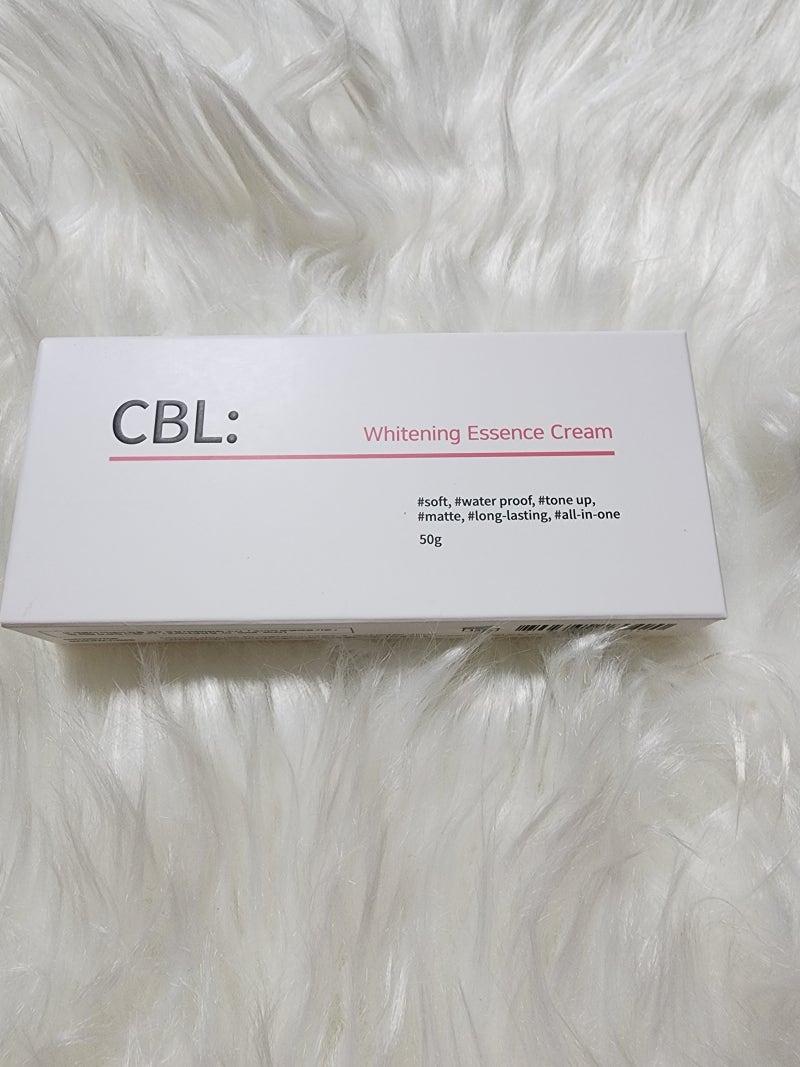 CBL:
Whitening Essence Cream
#soft, #water proof, #tone up,
#matte, #long-lasting, #all-in-one
50g